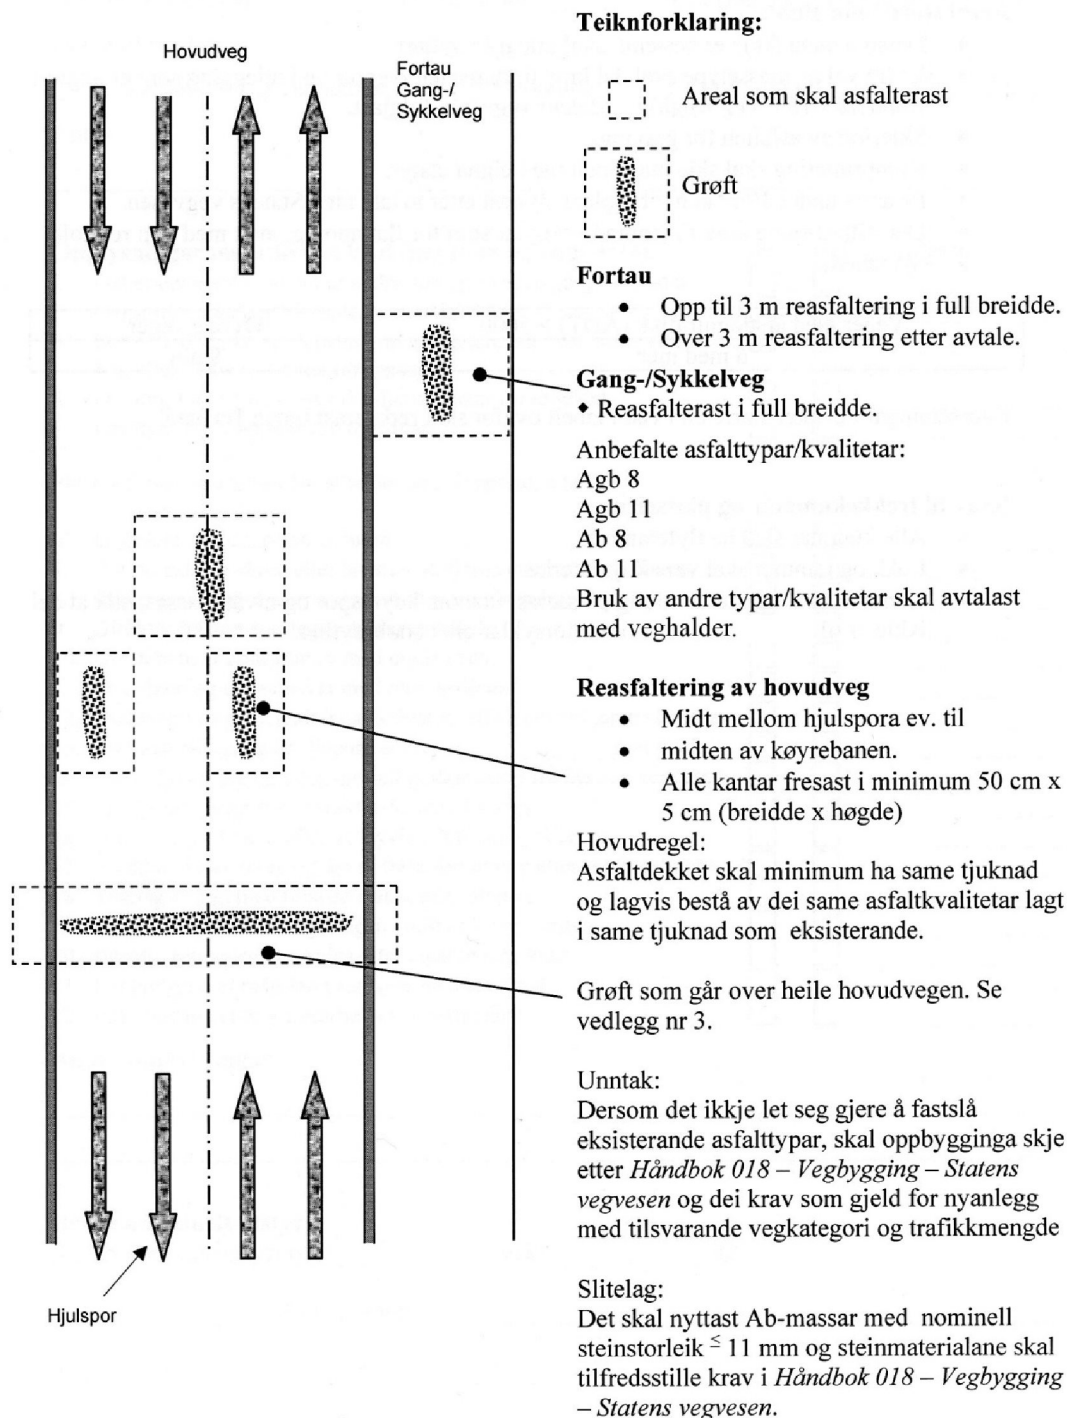 Teiknforklaring:
Hovudveg
Fortau
Gang-/
Sykkelveg
Areal som skal asfalterast
Grøft
Fortau
• Opp til 3 m reasfaltering i full breidde.
• Over 3 m reasfaltering etter avtale.
Gang-/Sykkelveg
◆ Reasfalterast i full breidde.
Anbefalte asfalttypar/kvalitetar:
Agb 8
Agb 11
Ab 8
Ab 11
Bruk av andre typar/kvalitetar skal avtalast
med veghalder.
Reasfaltering av hovudveg
• Midt mellom hjulspora ev. til
• midten av køyrebanen.
• Alle kantar fresast i minimum 50 cm x
5 cm (breidde x høgde)
Hovudregel:
Asfaltdekket skal minimum ha same tjuknad
og lagvis bestå av dei same asfaltkvalitetar lagt
i same tjuknad som eksisterande.
Grøft som går over heile hovudvegen. Se
vedlegg nr 3.
Unntak:
Dersom det ikkje let seg gjere å fastslå
eksisterande asfalttypar, skal oppbygginga skje
etter Håndbok 018 – Vegbygging – Statens
vegvesen og dei krav som gjeld for nyanlegg
med tilsvarande vegkategori og trafikkmengde
Hjulspor
Slitelag:
Det skal nyttast Ab-massar med nominell
steinstorleik ≤ 11 mm og steinmaterialane skal
tilfredsstille krav i Håndbok 018 – Vegbygging
– Statens vegvesen.